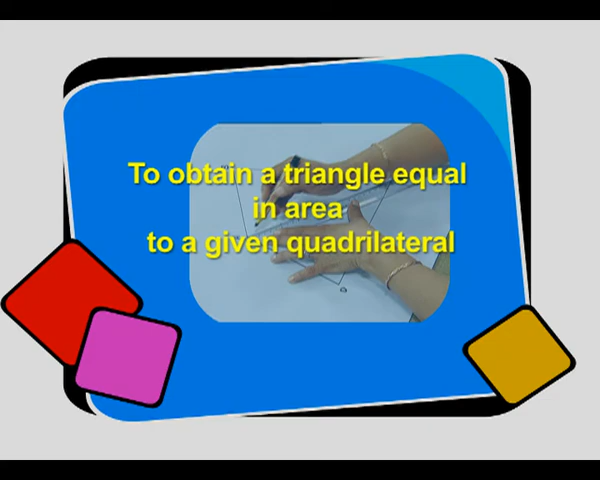 To obtain a triangle equal
in area
to a given quadrilateral